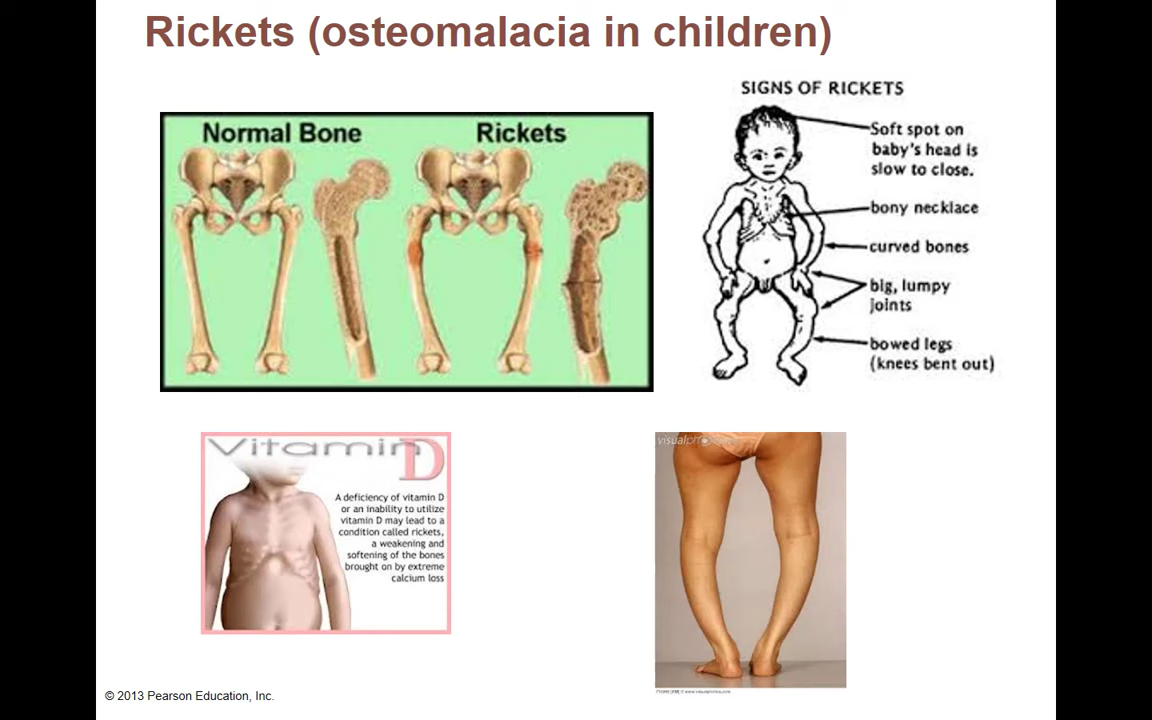 Rickets (osteomalacia in children)
SIGNS OF RICKETS
Normal Bone
Rickets
Soft spot on
baby's head is
slow to close.
bony necklace
curved bones
big, lumpy
joints
bowed legs
(knees bent out)
Vitamin D
A deficiency of vitamin D
or an inability to utilize
vitamin D may lead to a
condition called rickets,
a weakening and
softening of the bones
brought on by extreme
calcium loss
© 2013 Pearson Education, Inc.